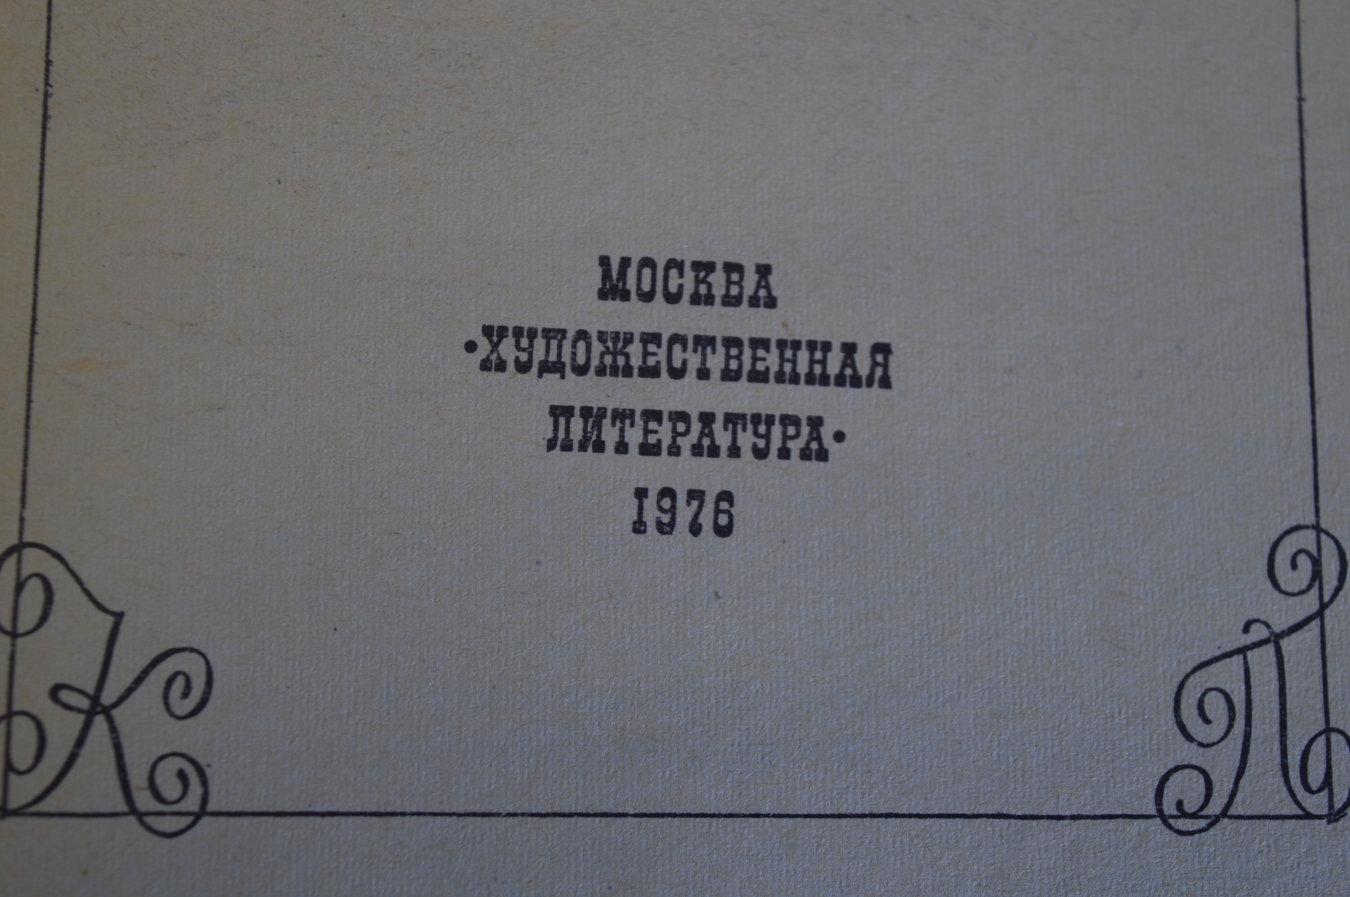 МОСКВА
•ХУДОЖЕСТВЕННАЯ
ЛИТЕРАТУРА•
1976
К П